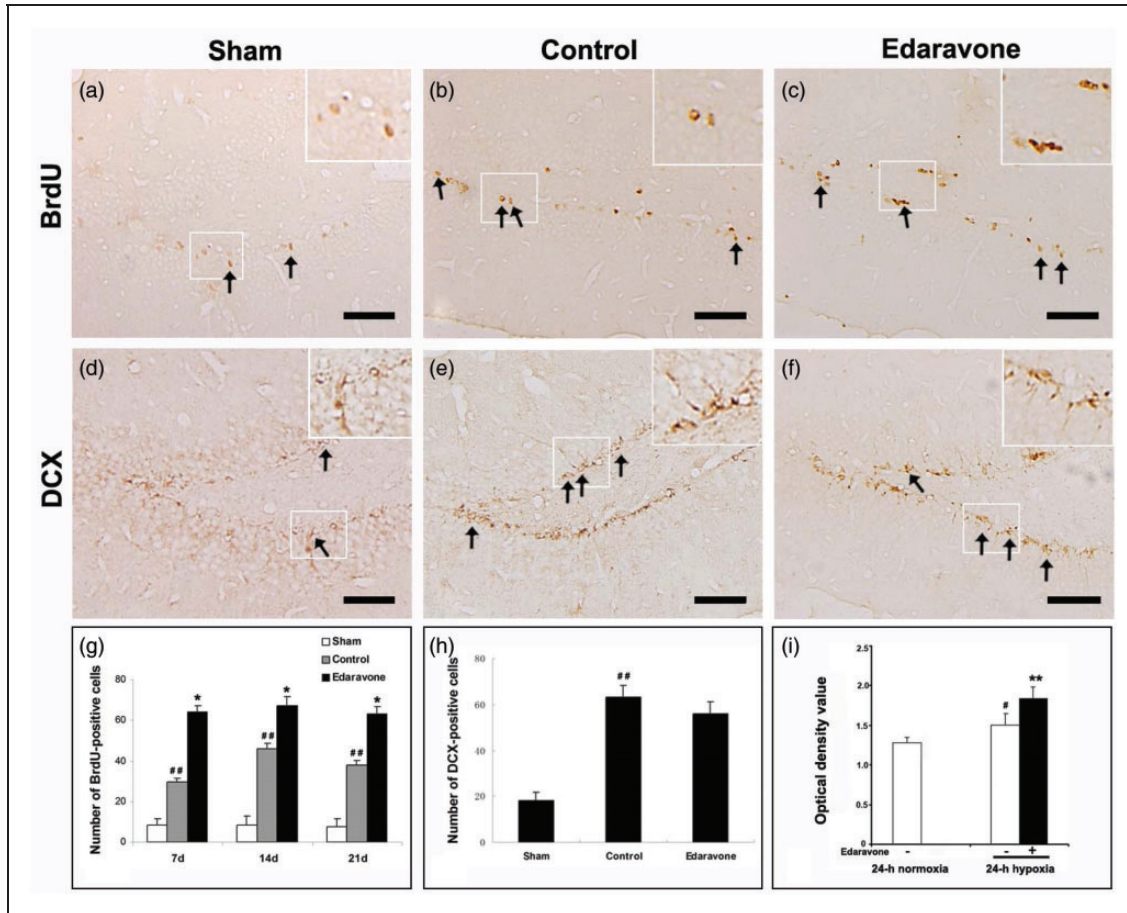 Sham Control Edaravone
BrdU
(a) (b) (c)
DCX
(d) (e) (f)
(g)
Sham
Control
Edaravone
Number of BrdU-positive cells
80
60
40
20
0
## * ## * ## *
7d 14d 21d
(h)
Number of DCX-positive cells
80
60
40
20
0
##
Sham Control Edaravone
(i)
Optical density value
2.5
2.0
1.5
1.0
0.5
0
# **
Edaravone - - +
24-h normoxia 24-h hypoxia